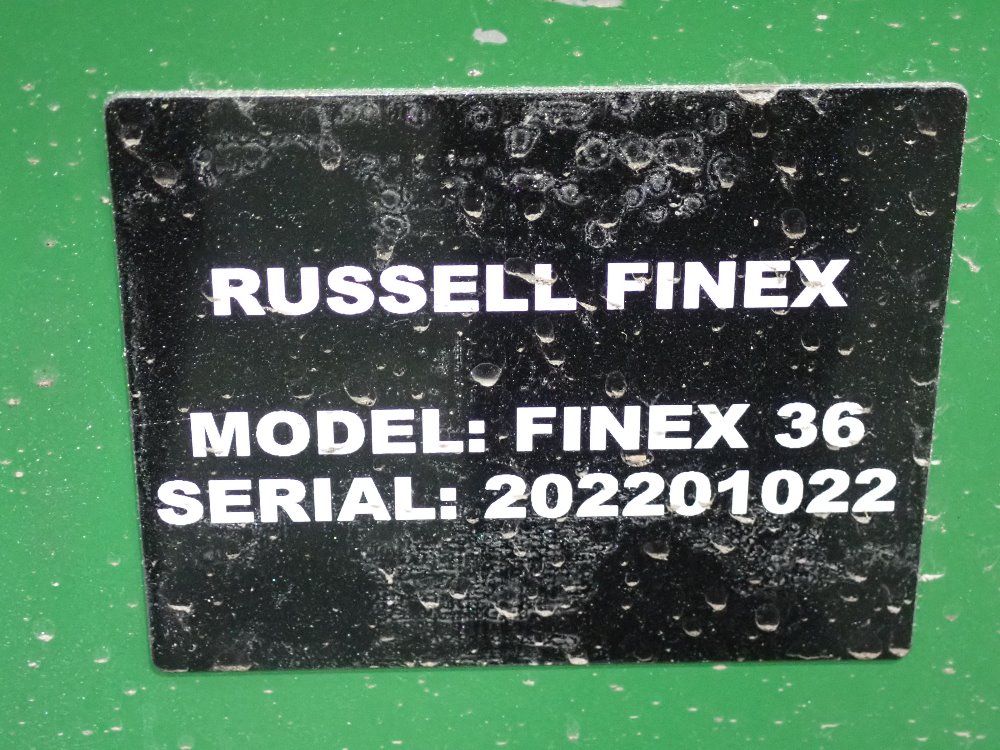 RUSSELL FINEX
MODEL: FINEX 36
SERIAL: 202201022